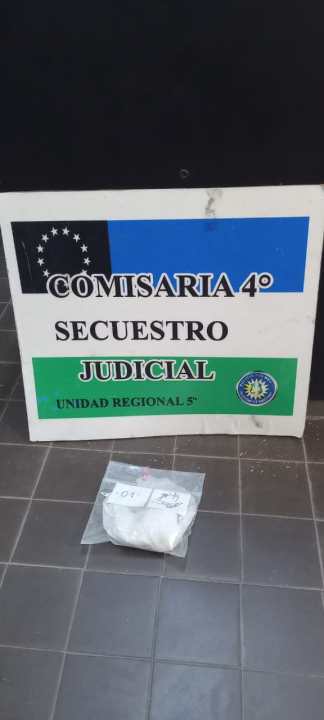 COMISARIA 4°
SECUESTRO
JUDICIAL
UNIDAD REGIONAL 5°